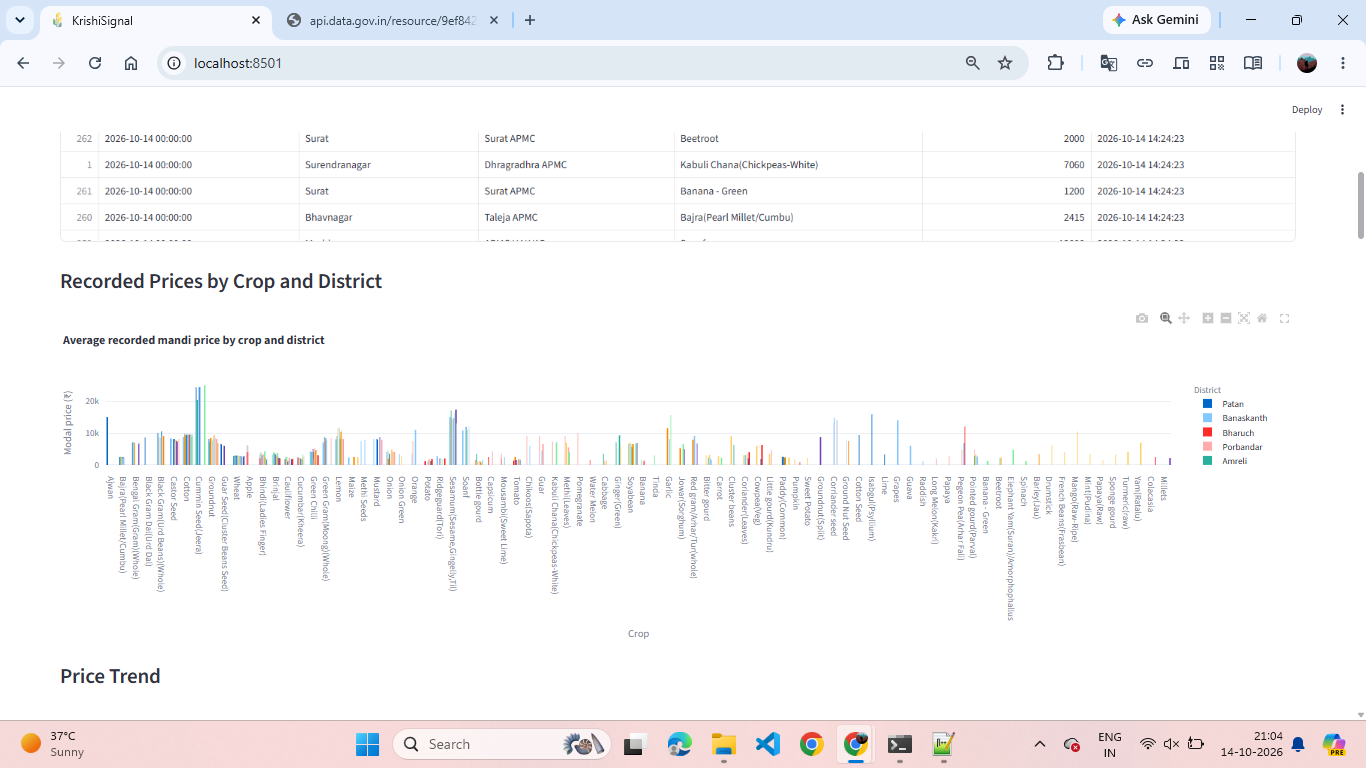 KrishiSignal
api.data.gov.in/resource/9ef842
Ask Gemini
localhost:8501
Deploy
262 2026-10-14 00:00:00 Surat Surat APMC Beetroot 2000 2026-10-14 14:24:23
1 2026-10-14 00:00:00 Surendranagar Dhragradhra APMC Kabuli Chana(Chickpeas-White) 7060 2026-10-14 14:24:23
261 2026-10-14 00:00:00 Surat Surat APMC Banana - Green 1200 2026-10-14 14:24:23
260 2026-10-14 00:00:00 Bhavnagar Taleja APMC Bajra(Pearl Millet/Cumbu) 2415 2026-10-14 14:24:23
Recorded Prices by Crop and District
Average recorded mandi price by crop and district
Modal price (₹)
20k
10k
0
District
Patan
Banaskanth
Bharuch
Porbandar
Amreli
Ajwan
Bajra(Pearl Millet/Cumbu)
Bengal Gram(Gram)(Whole)
Black Gram Dal(Urd Dal)
Black Gram(Urd Beans)(Whole)
Castor Seed
Cotton
Cummin Seed(Jeera)
Groundnut
Guar Seed(Cluster Beans Seed)
Wheat
Apple
Bhindi(Ladies Finger)
Brinjal
Cauliflower
Cucumbar(Kheera)
Green Chilli
Green Gram(Moong)(Whole)
Lemon
Maize
Methi Seeds
Mustard
Onion
Onion Green
Orange
Potato
Ridgeguard(Tori)
Sesamum(Sesame,Gingelly,Til)
Soanf
Bottle gourd
Capsicum
Mousambi(Sweet Lime)
Tomato
Chikoos(Sapota)
Guar
Kabuli Chana(Chickpeas-White)
Methi(Leaves)
Pomegranate
Water Melon
Cabbage
Ginger(Green)
Soyabean
Banana
Tinda
Garlic
Jowar(Sorghum)
Red gram/Arhar/Tur(whole)
Bitter gourd
Carrot
Cluster beans
Coriander(Leaves)
Cowpea(Veg)
Little gourd(Kundru)
Paddy(Common)
Pumpkin
Sweet Potato
Groundnut(Split)
Corriander seed
Ground Nut Seed
Cotton Seed
Isabgul(Psyllium)
Lime
Grapes
Guava
Raddish
Long Melon(Kakri)
Papaya
Pegeon Pea(Arhar Fali)
Pointed gourd(Parval)
Banana - Green
Beetroot
Elephant Yam(Suran)/Amorphophallus
Spinach
Barley(Jau)
Drumstick
French Beans(Frasbean)
Mango(Raw-Ripe)
Mint(Pudina)
Papaya(Raw)
Sponge gourd
Turmeric(raw)
Yam(Ratalu)
Colacasia
Millets
Crop
Price Trend
37°C
Sunny
Search
PRE
ENG
IN
21:04
14-10-2026